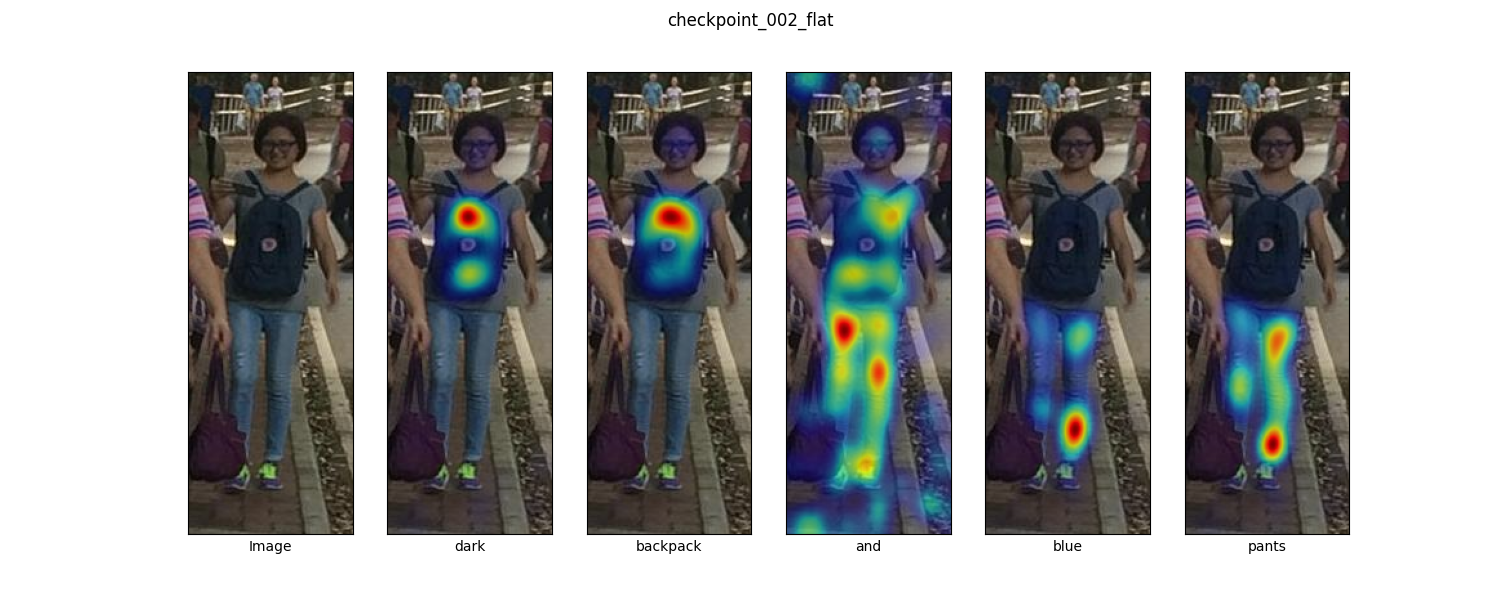 checkpoint_002_flat
Image
dark
backpack
and
blue
pants